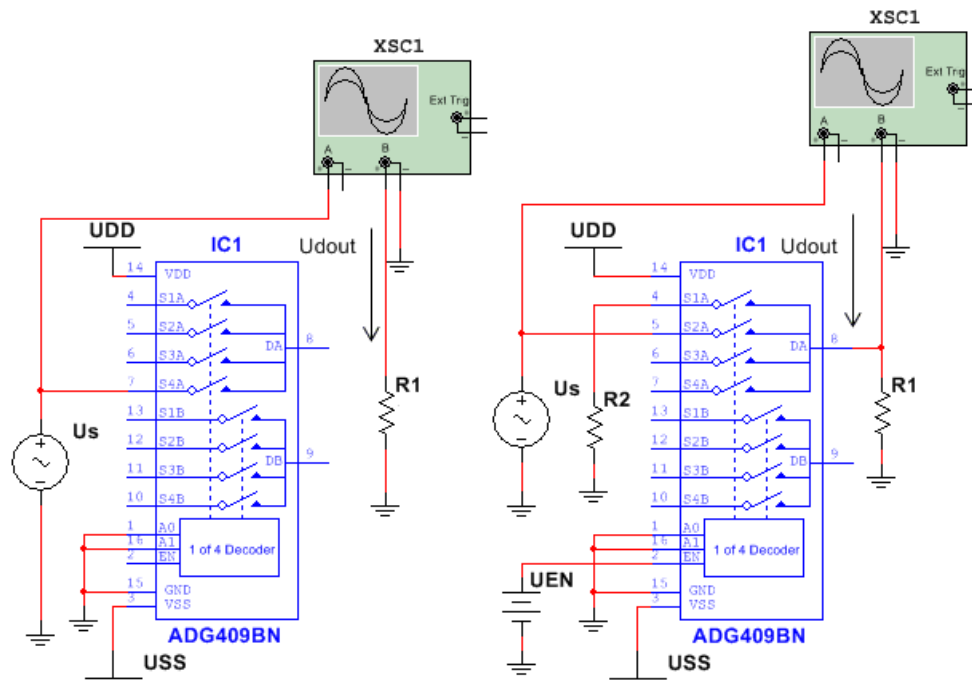 XSC1
Ext Trig
+
−
A
B
+ −
+ −
UDD
IC1
Udout
14 VDD
4 S1A
5 S2A
6 S3A
DA 8
7 S4A
13 S1B
12 S2B
DB 9
11 S3B
10 S4B
1 A0
16 A1
2 EN
1 of 4 Decoder
15 GND
3 VSS
ADG409BN
USS
Us
+
−
R1
XSC1
Ext Trig
+
−
A
B
+ −
+ −
UDD
IC1
Udout
14 VDD
4 S1A
5 S2A
6 S3A
DA 8
7 S4A
13 S1B
12 S2B
DB 9
11 S3B
10 S4B
1 A0
16 A1
2 EN
1 of 4 Decoder
15 GND
3 VSS
ADG409BN
USS
Us
+
−
R2
R1
UEN